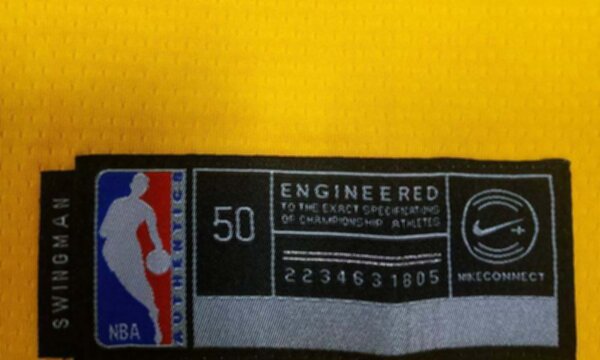 SWINGMAN
NBA
AUTHENTICS
50
ENGINEERED
TO THE EXACT SPECIFICATIONS
OF CHAMPIONSHIP ATHLETES
2234631805
NIKECONNECT